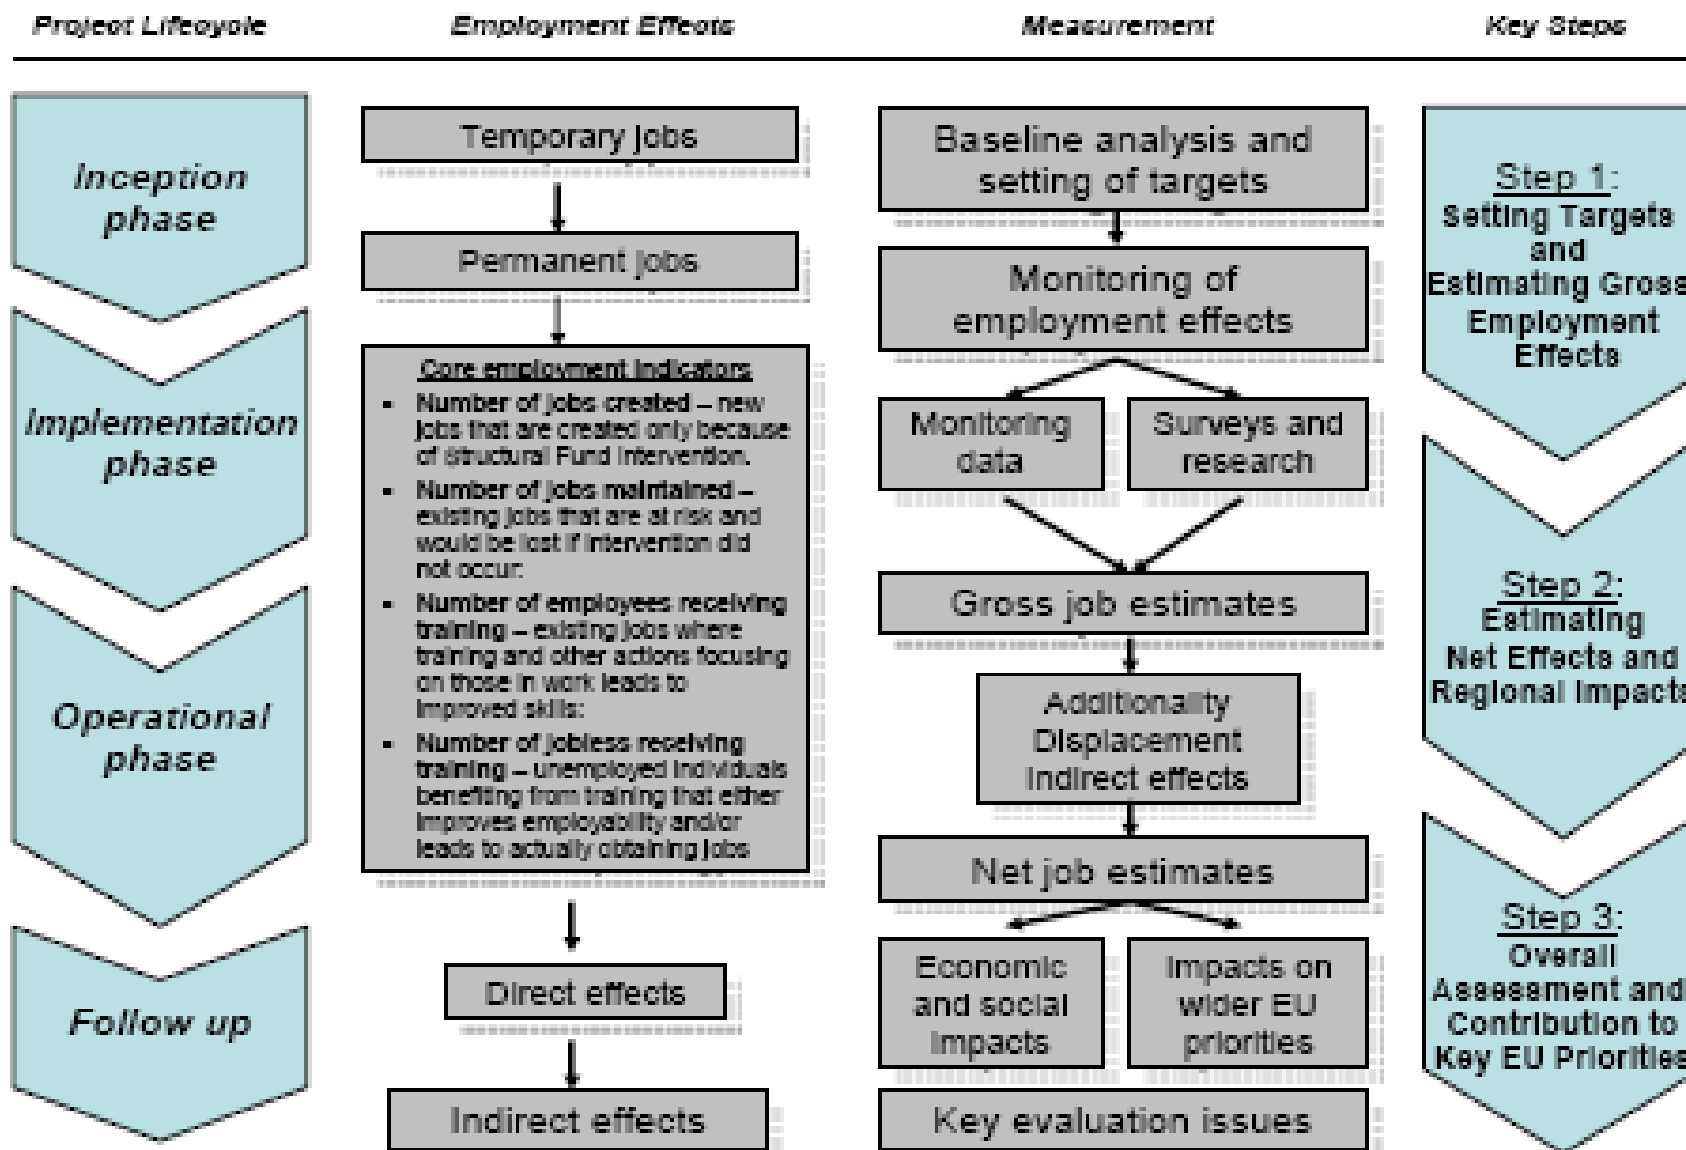 Project Lifecycle
Employment Effects
Measurement
Key Steps
Inception
phase
Implementation
phase
Operational
phase
Follow up
Temporary jobs
Permanent jobs
Core employment indicators
▪ Number of jobs created – new
jobs that are created only because
of Structural Fund intervention.
▪ Number of jobs maintained –
existing jobs that are at risk and
would be lost if intervention did
not occur.
▪ Number of employees receiving
training – existing jobs where
training and other actions focusing
on those in work leads to
improved skills;
▪ Number of jobless receiving
training – unemployed individuals
benefiting from training that either
improves employability and/or
leads to actually obtaining jobs
Direct effects
Indirect effects
Baseline analysis and
setting of targets
Monitoring of
employment effects
Monitoring
data
Surveys and
research
Gross job estimates
Additionality
Displacement
Indirect effects
Net job estimates
Economic
and social
impacts
Impacts on
wider EU
priorities
Key evaluation issues
Step 1:
Setting Targets
and
Estimating Gross
Employment
Effects
Step 2:
Estimating
Net Effects and
Regional Impacts
Step 3:
Overall
Assessment and
Contribution to
Key EU Priorities